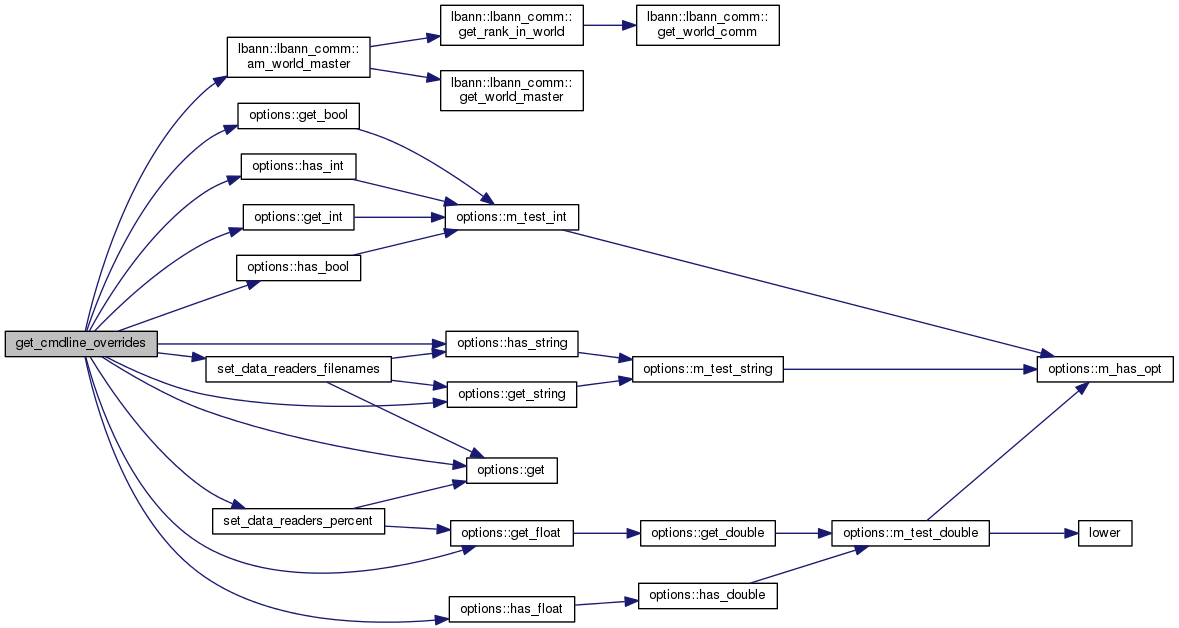 lbann::lbann_comm::
get_rank_in_world
lbann::lbann_comm::
get_world_comm
lbann::lbann_comm::
am_world_master
lbann::lbann_comm::
get_world_master
options::get_bool
options::has_int
options::get_int
options::m_test_int
options::has_bool
get_cmdline_overrides
options::has_string
set_data_readers_filenames
options::m_test_string
options::m_has_opt
options::get_string
options::get
set_data_readers_percent
options::get_float
options::get_double
options::m_test_double
lower
options::has_double
options::has_float